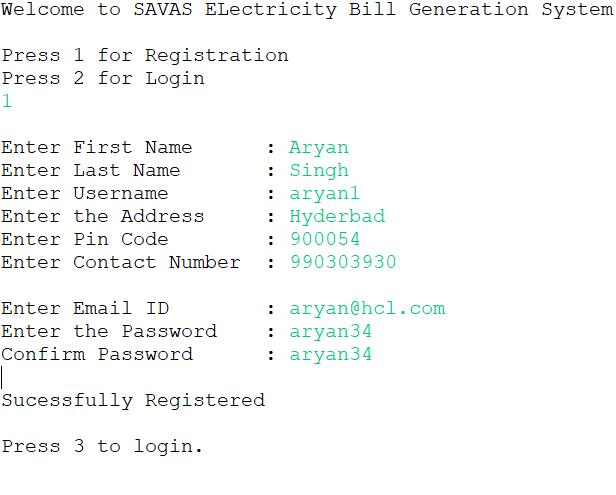 Welcome to SAVAS ELectricity Bill Generation System
Press 1 for Registration
Press 2 for Login
1
Enter First Name : Aryan
Enter Last Name : Singh
Enter Username : aryan1
Enter the Address : Hyderbad
Enter Pin Code : 900054
Enter Contact Number : 990303930
Enter Email ID : aryan@hcl.com
Enter the Password : aryan34
Confirm Password : aryan34
Sucessfully Registered
Press 3 to login.